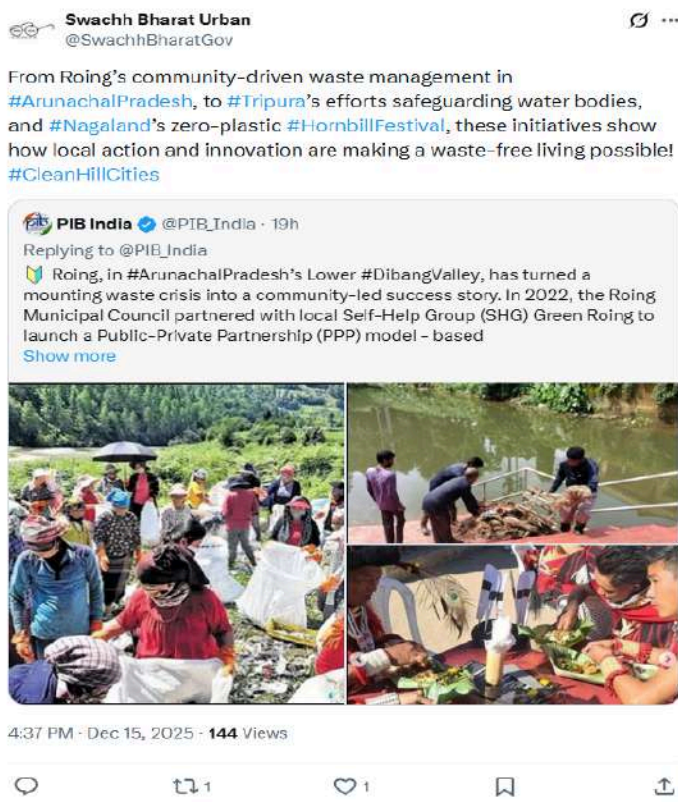 Swachh Bharat Urban
@SwachhBharatGov
From Roing's community-driven waste management in
#ArunachalPradesh, to #Tripura's efforts safeguarding water bodies,
and #Nagaland's zero-plastic #HornbillFestival, these initiatives show
how local action and innovation are making a waste-free living possible!
#CleanHillCities
PIB India @PIB_India · 19h
Replying to @PIB_India
Roing, in #ArunachalPradesh's Lower #DibangValley, has turned a
mounting waste crisis into a community-led success story. In 2022, the Roing
Municipal Council partnered with local Self-Help Group (SHG) Green Roing to
launch a Public-Private Partnership (PPP) model - based
Show more
4:37 PM · Dec 15, 2025 · 144 Views
1 1